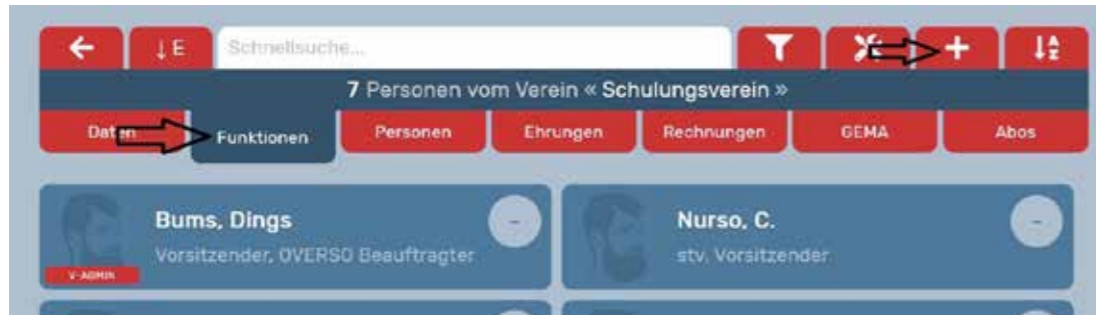 ↓ E Schnellsuche... + ↓A Z
7 Personen vom Verein « Schulungsverein »
Daten Funktionen Personen Ehrungen Rechnungen GEMA Abos
Bums, Dings - Nurso, C. -
Vorsitzender, OVERSO Beauftragter stv. Vorsitzender
V-ADMIN